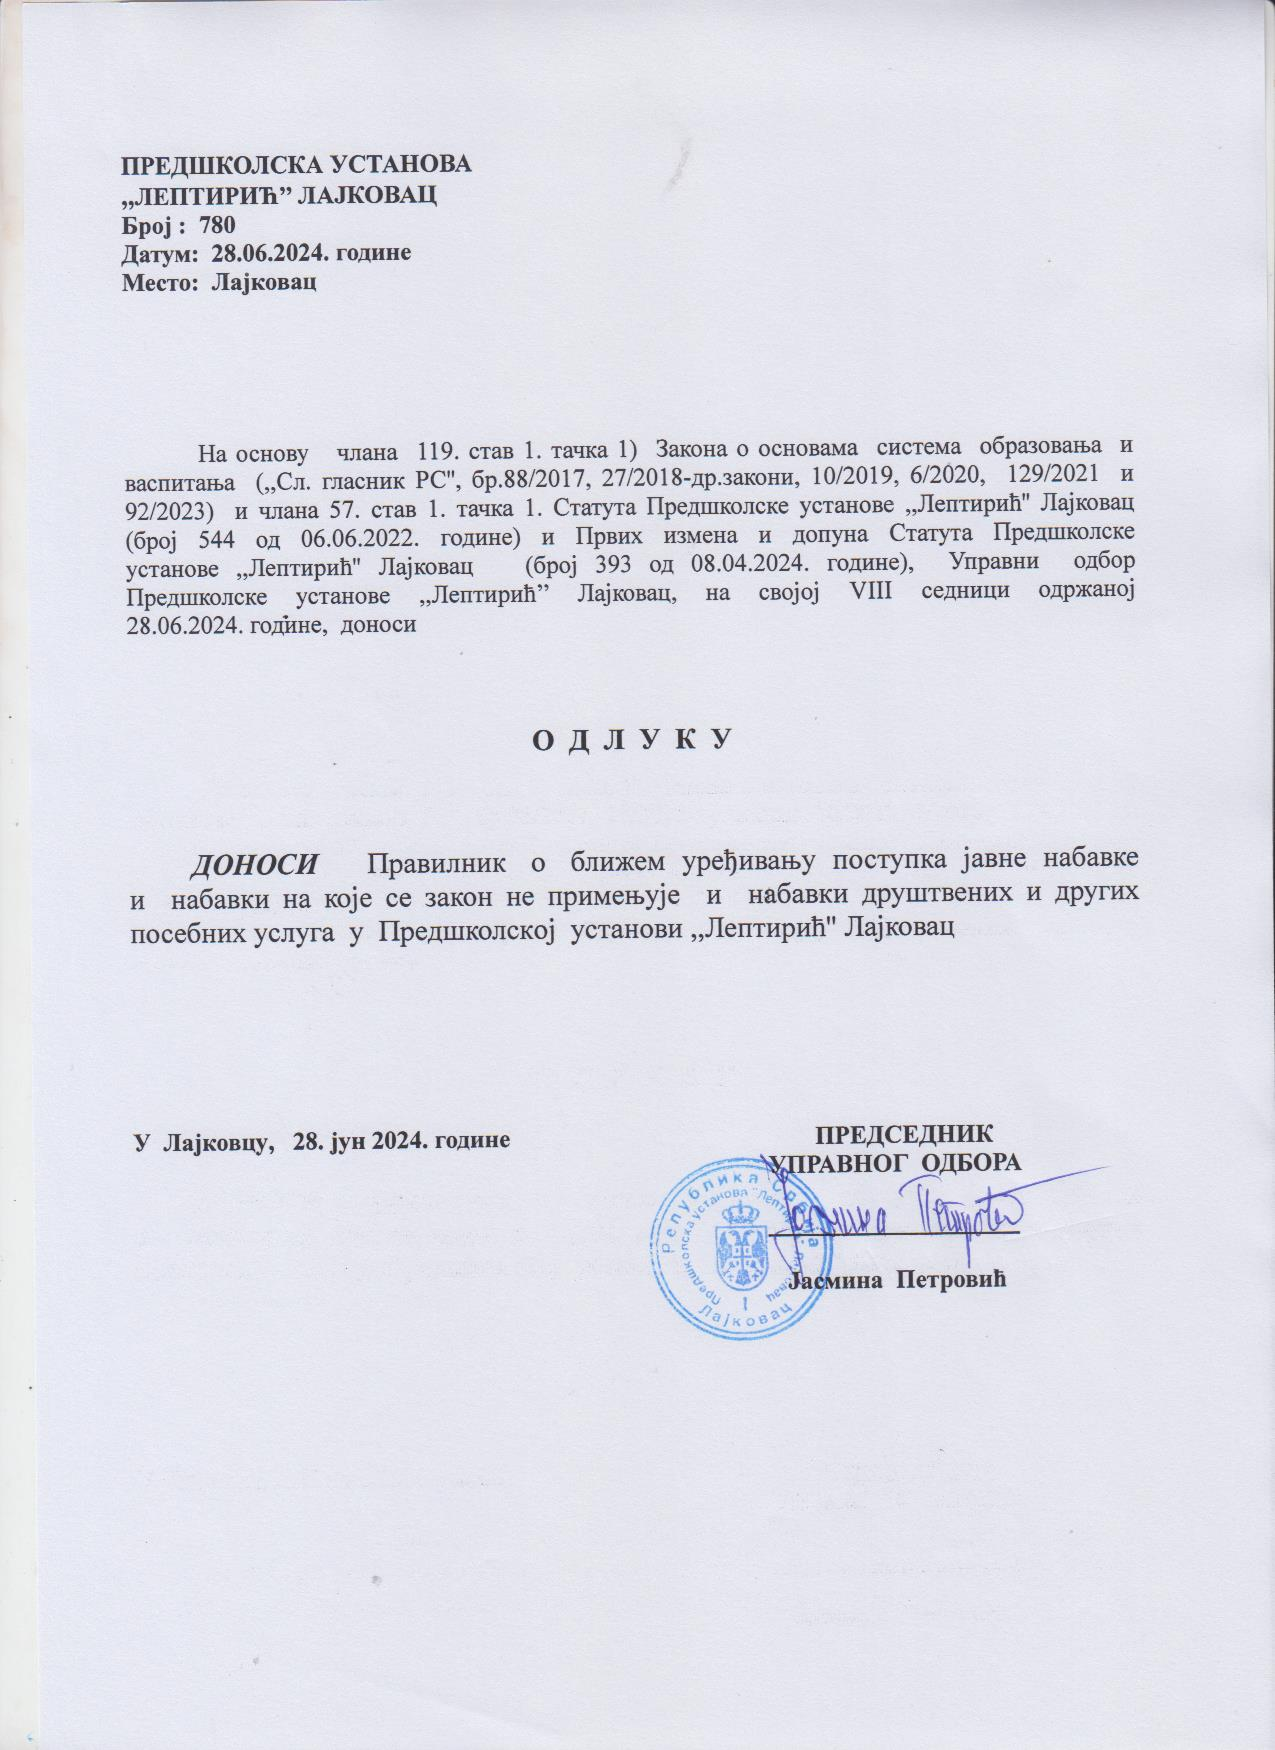 ПРЕДШКОЛСКА УСТАНОВА
„ЛЕПТИРИЋ” ЛАЈКОВАЦ
Број : 780
Датум: 28.06.2024. године
Место: Лајковац
На основу члана 119. став 1. тачка 1) Закона о основама система образовања и
васпитања („Сл. гласник РС", бр.88/2017, 27/2018-др.закони, 10/2019, 6/2020, 129/2021 и
92/2023) и члана 57. став 1. тачка 1. Статута Предшколске установе „Лептирић" Лајковац
(број 544 од 06.06.2022. године) и Првих измена и допуна Статута Предшколске
установе „Лептирић" Лајковац (број 393 од 08.04.2024. године), Управни одбор
Предшколске установе „Лептирић” Лајковац, на својој VIII седници одржаној
28.06.2024. године, доноси
О Д Л У К У
ДОНОСИ Правилник о ближем уређивању поступка јавне набавке
и набавки на које се закон не примењује и набавки друштвених и других
посебних услуга у Предшколској установи „Лептирић" Лајковац
У Лајковцу, 28. јун 2024. године
ПРЕДСЕДНИК
УПРАВНОГ ОДБОРА
Јасмина Петровић
Јасмина Петровић
Република Србија
Предшколска установа
Лајковац